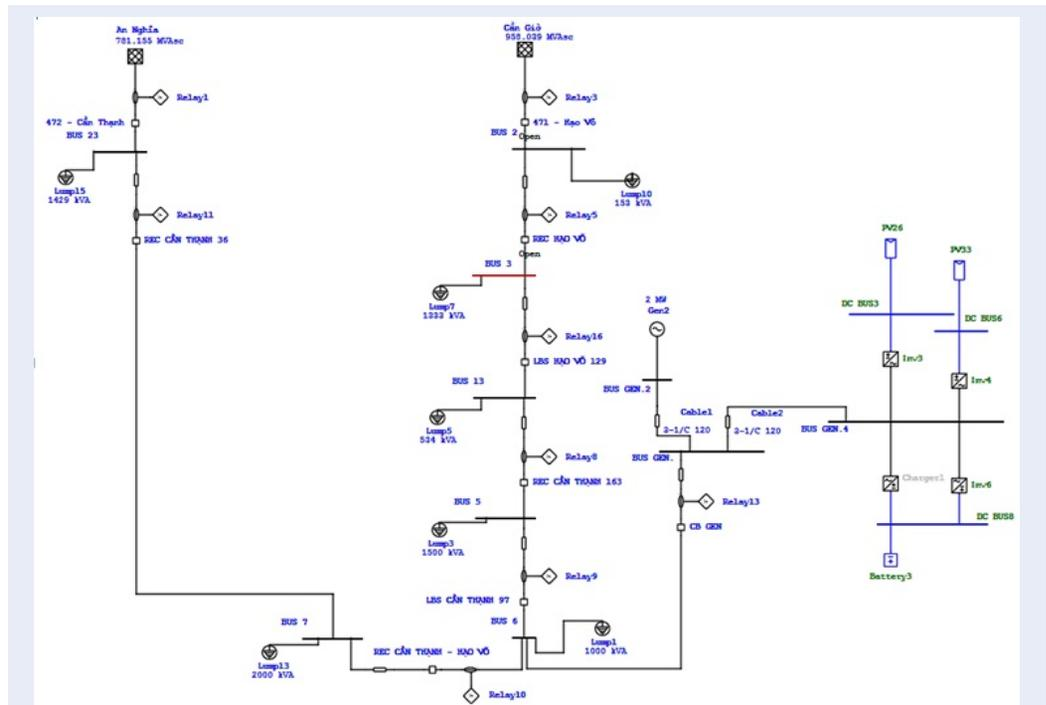 An Nghĩa
781.155 MVAsc
Relay1
472 - Cần Thạnh
BUS 23
Lump15
1429 kVA
Relay11
REC CẦN THẠNH 36
Cần Giờ
958.039 MVAsc
Relay3
471 - Hào Võ
BUS 2
Open
Lump10
153 kVA
Relay5
REC HÀO VÕ
Open
BUS 3
Lump7
1333 kVA
Relay16
LBS HÀO VÕ 129
BUS 13
Lump5
534 kVA
Relay8
REC CẦN THẠNH 163
BUS 5
Lump3
1500 kVA
Relay9
LBS CẦN THẠNH 97
BUS 6
Lump1
1000 kVA
BUS 7
Lump13
2000 kVA
REC CẦN THẠNH - HÀO VÕ
Relay10
2 MW
Gen2
BUS GEN.2
Cable1
2-1/C 120
Cable2
2-1/C 120
BUS GEN.
BUS GEN.4
Relay13
CB GEN
PV26
PV33
DC BUS3
DC BUS6
Inv3
Inv4
Charger1
Inv6
DC BUS8
Battery3